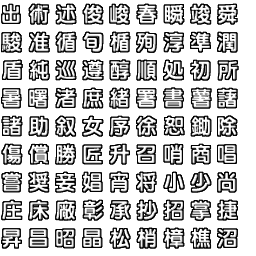 出術述俊峻春瞬竣舜
駿准循旬楯殉淳準潤
盾純巡遵醇順処初所
暑曙渚庶緒署書薯藷
諸助叙女序徐恕鋤除
傷償勝匠升召哨商唱
嘗奨妾娼宵将小少尚
庄床廠彰承抄招掌捷
昇昌昭晶松梢樟樵沼